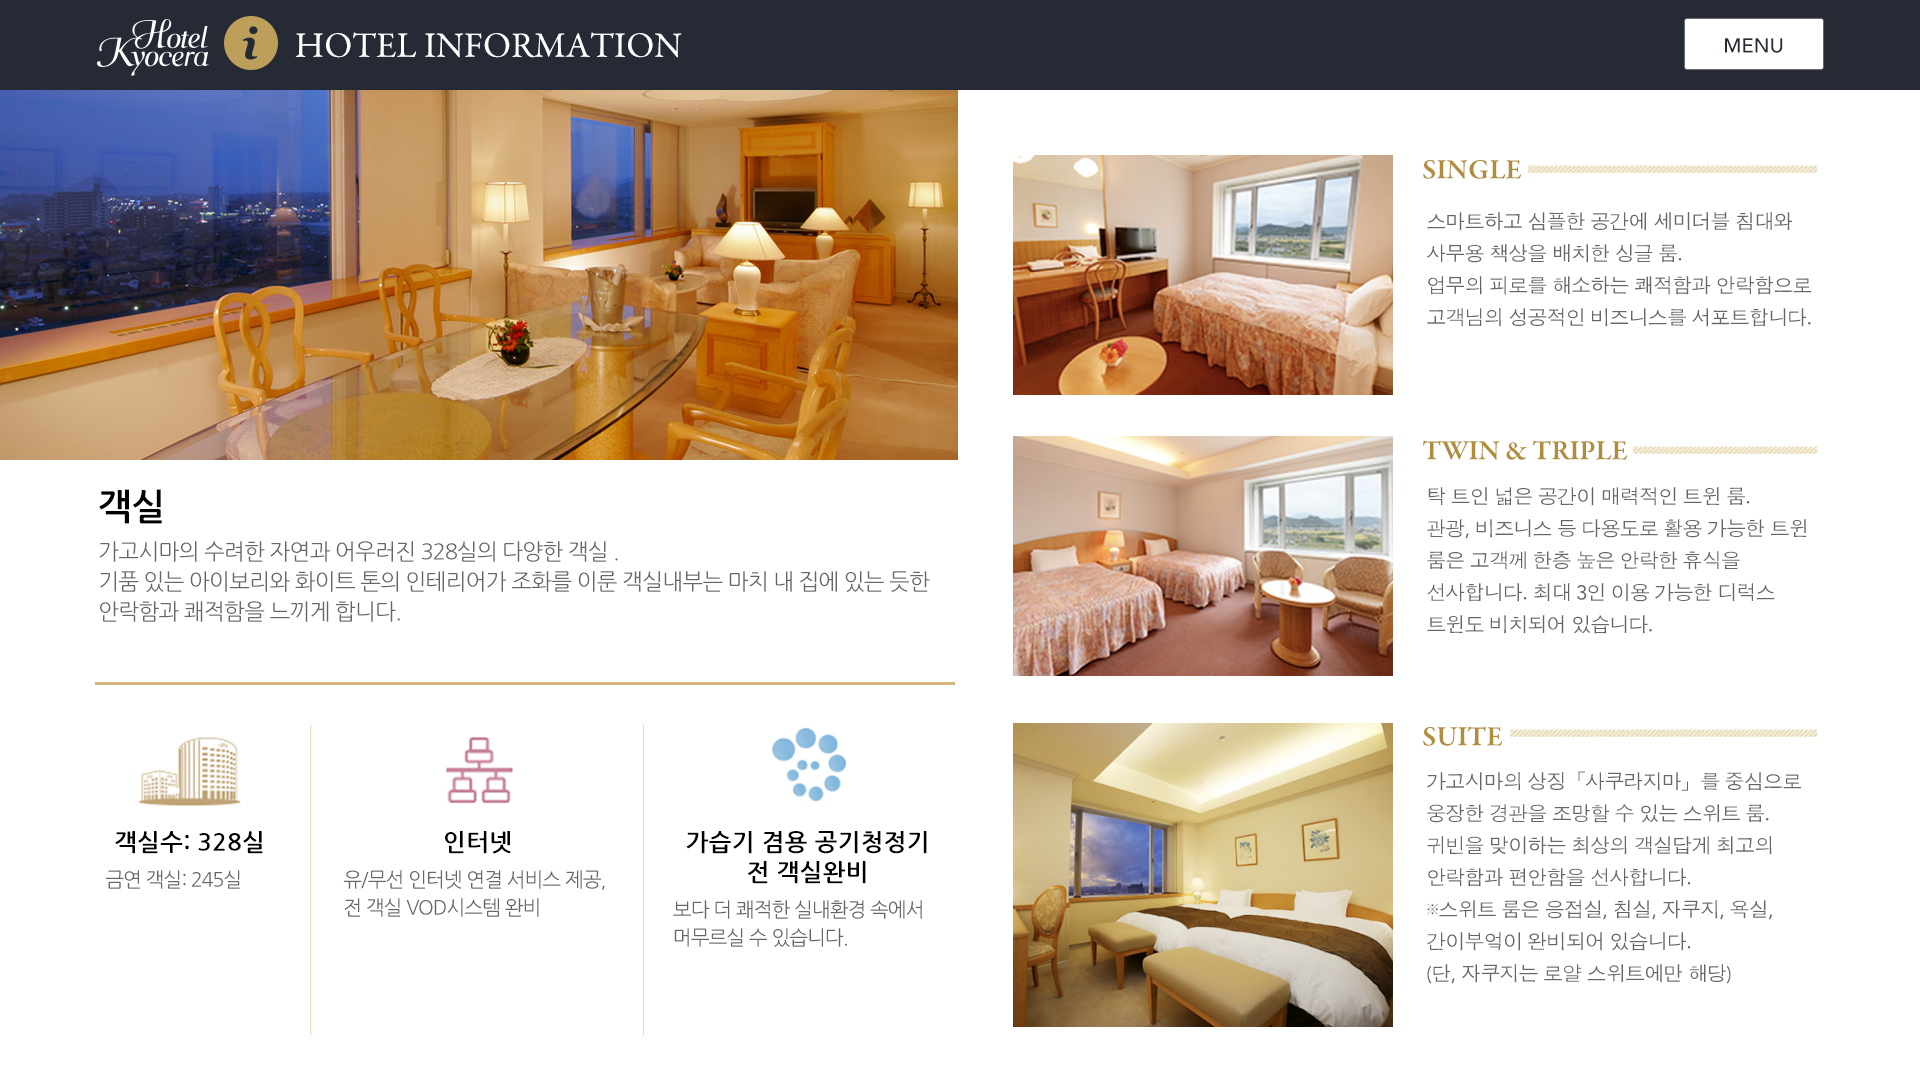 Hotel
Kyocera
i
HOTEL INFORMATION
MENU
객실
가고시마의 수려한 자연과 어우러진 328실의 다양한 객실 .
기품 있는 아이보리와 화이트 톤의 인테리어가 조화를 이룬 객실내부는 마치 내 집에 있는 듯한
안락함과 쾌적함을 느끼게 합니다.
객실수: 328실
금연 객실: 245실
인터넷
유/무선 인터넷 연결 서비스 제공,
전 객실 VOD시스템 완비
가습기 겸용 공기청정기
전 객실완비
보다 더 쾌적한 실내환경 속에서
머무르실 수 있습니다.
SINGLE
스마트하고 심플한 공간에 세미더블 침대와
사무용 책상을 배치한 싱글 룸.
업무의 피로를 해소하는 쾌적함과 안락함으로
고객님의 성공적인 비즈니스를 서포트합니다.
TWIN & TRIPLE
탁 트인 넓은 공간이 매력적인 트윈 룸.
관광, 비즈니스 등 다용도로 활용 가능한 트윈
룸은 고객께 한층 높은 안락한 휴식을
선사합니다. 최대 3인 이용 가능한 디럭스
트윈도 비치되어 있습니다.
SUITE
가고시마의 상징「사쿠라지마」를 중심으로
웅장한 경관을 조망할 수 있는 스위트 룸.
귀빈을 맞이하는 최상의 객실답게 최고의
안락함과 편안함을 선사합니다.
※스위트 룸은 응접실, 침실, 자쿠지, 욕실,
간이부엌이 완비되어 있습니다.
(단, 자쿠지는 로얄 스위트에만 해당)